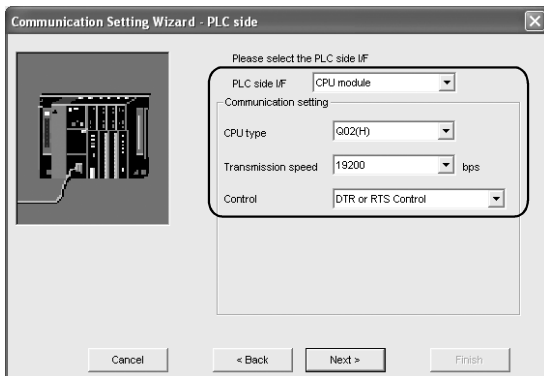 Communication Setting Wizard - PLC side
Please select the PLC side I/F
PLC side I/F CPU module
Communication setting
CPU type Q02(H)
Transmission speed 19200 bps
Control DTR or RTS Control
Cancel < Back Next > Finish